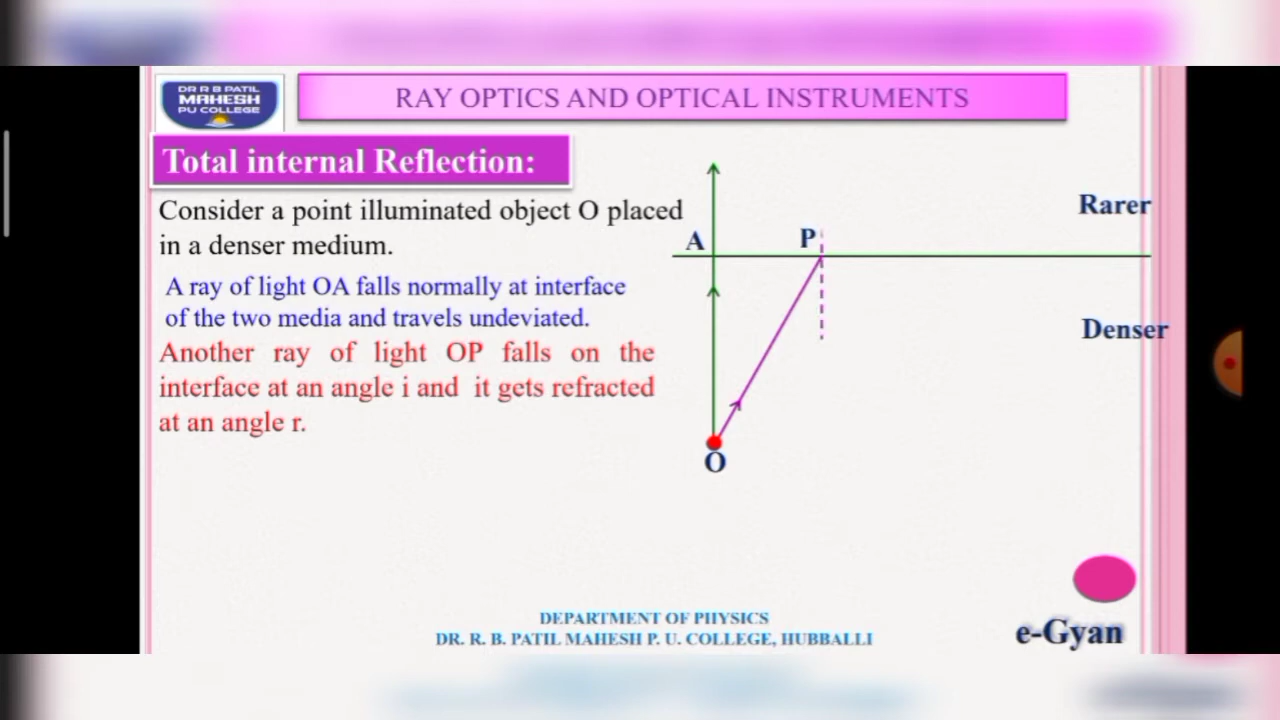 DR R B PATIL
MAHESH
PU COLLEGE
RAY OPTICS AND OPTICAL INSTRUMENTS
Total internal Reflection:
Consider a point illuminated object O placed
in a denser medium.
A ray of light OA falls normally at interface
of the two media and travels undeviated.
Another ray of light OP falls on the
interface at an angle i and it gets refracted
at an angle r.
Rarer
A
P
Denser
O
DEPARTMENT OF PHYSICS
DR. R. B. PATIL MAHESH P. U. COLLEGE, HUBBALLI
e-Gyan